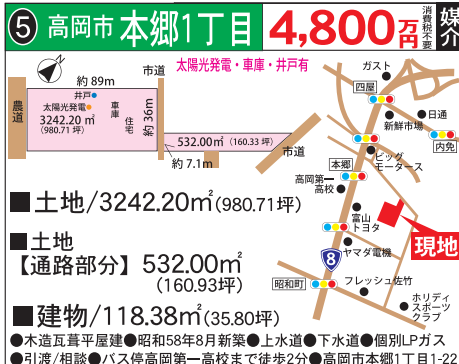 ⑤ 高岡市 本郷1丁目 4,800万円 消費税不要 媒介
太陽光発電・車庫・井戸有
約89m
市道
農道
井戸
太陽光発電
3242.20㎡
(980.71坪)
車庫
住宅
約36m
532.00㎡ (160.33坪)
約7.1m
市道
ガスト
四屋
新鮮市場
日通
内免
ビッグ
モータース
本郷
高岡第一
高校
富山
トヨタ
ヤマダ電機
現地
8
昭和町
フレッシュ佐竹
ホリディ
スポーツ
クラブ
■土地/3242.20㎡(980.71坪)
■土地
【通路部分】532.00㎡
(160.93坪)
■建物/118.38㎡(35.80坪)
●木造瓦葺平屋建●昭和58年8月新築●上水道●下水道●個別LPガス
●引渡/相談●バス停高岡第一高校まで徒歩2分●高岡市本郷1丁目1-22